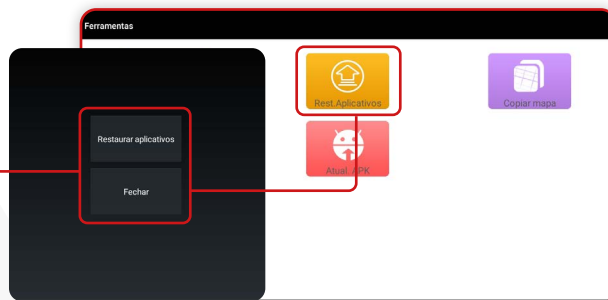 Ferramentas
Rest.Aplicativos
Copiar mapa
Restaurar aplicativos
Atual. APK
Fechar